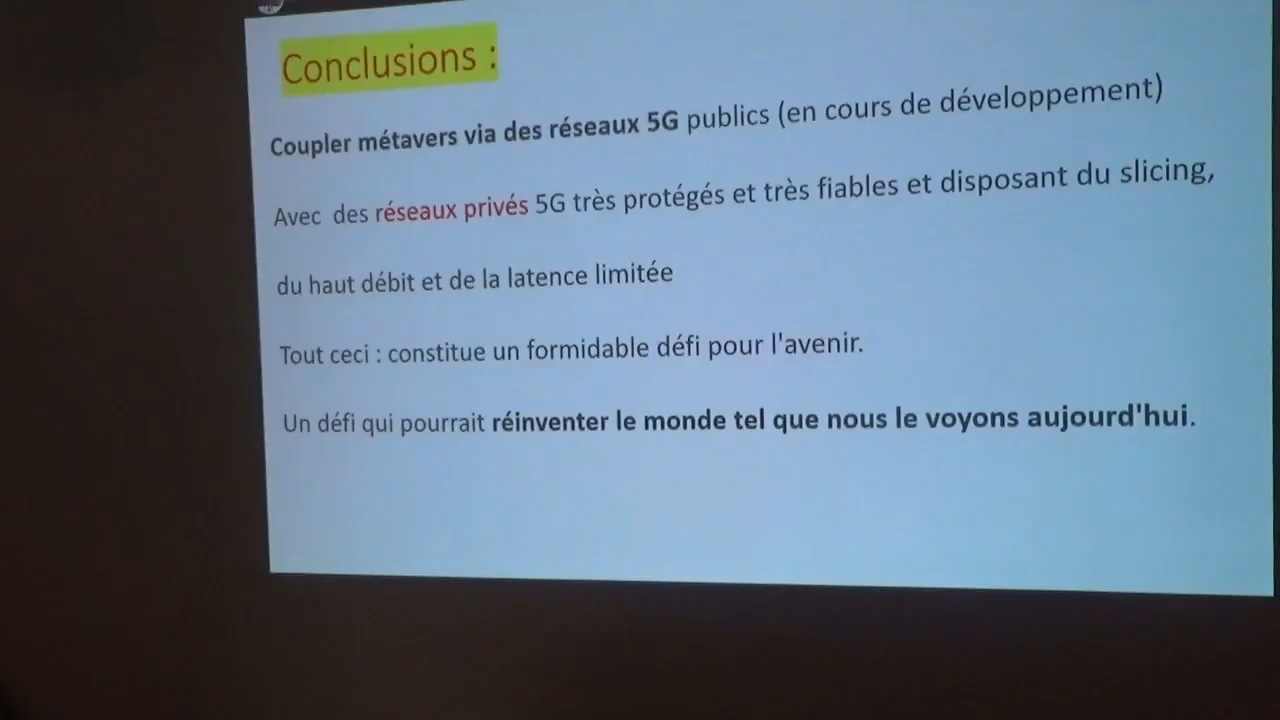 Conclusions :
Coupler métavers via des réseaux 5G publics (en cours de développement)
Avec des réseaux privés 5G très protégés et très fiables et disposant du slicing,
du haut débit et de la latence limitée
Tout ceci : constitue un formidable défi pour l'avenir.
Un défi qui pourrait réinventer le monde tel que nous le voyons aujourd'hui.